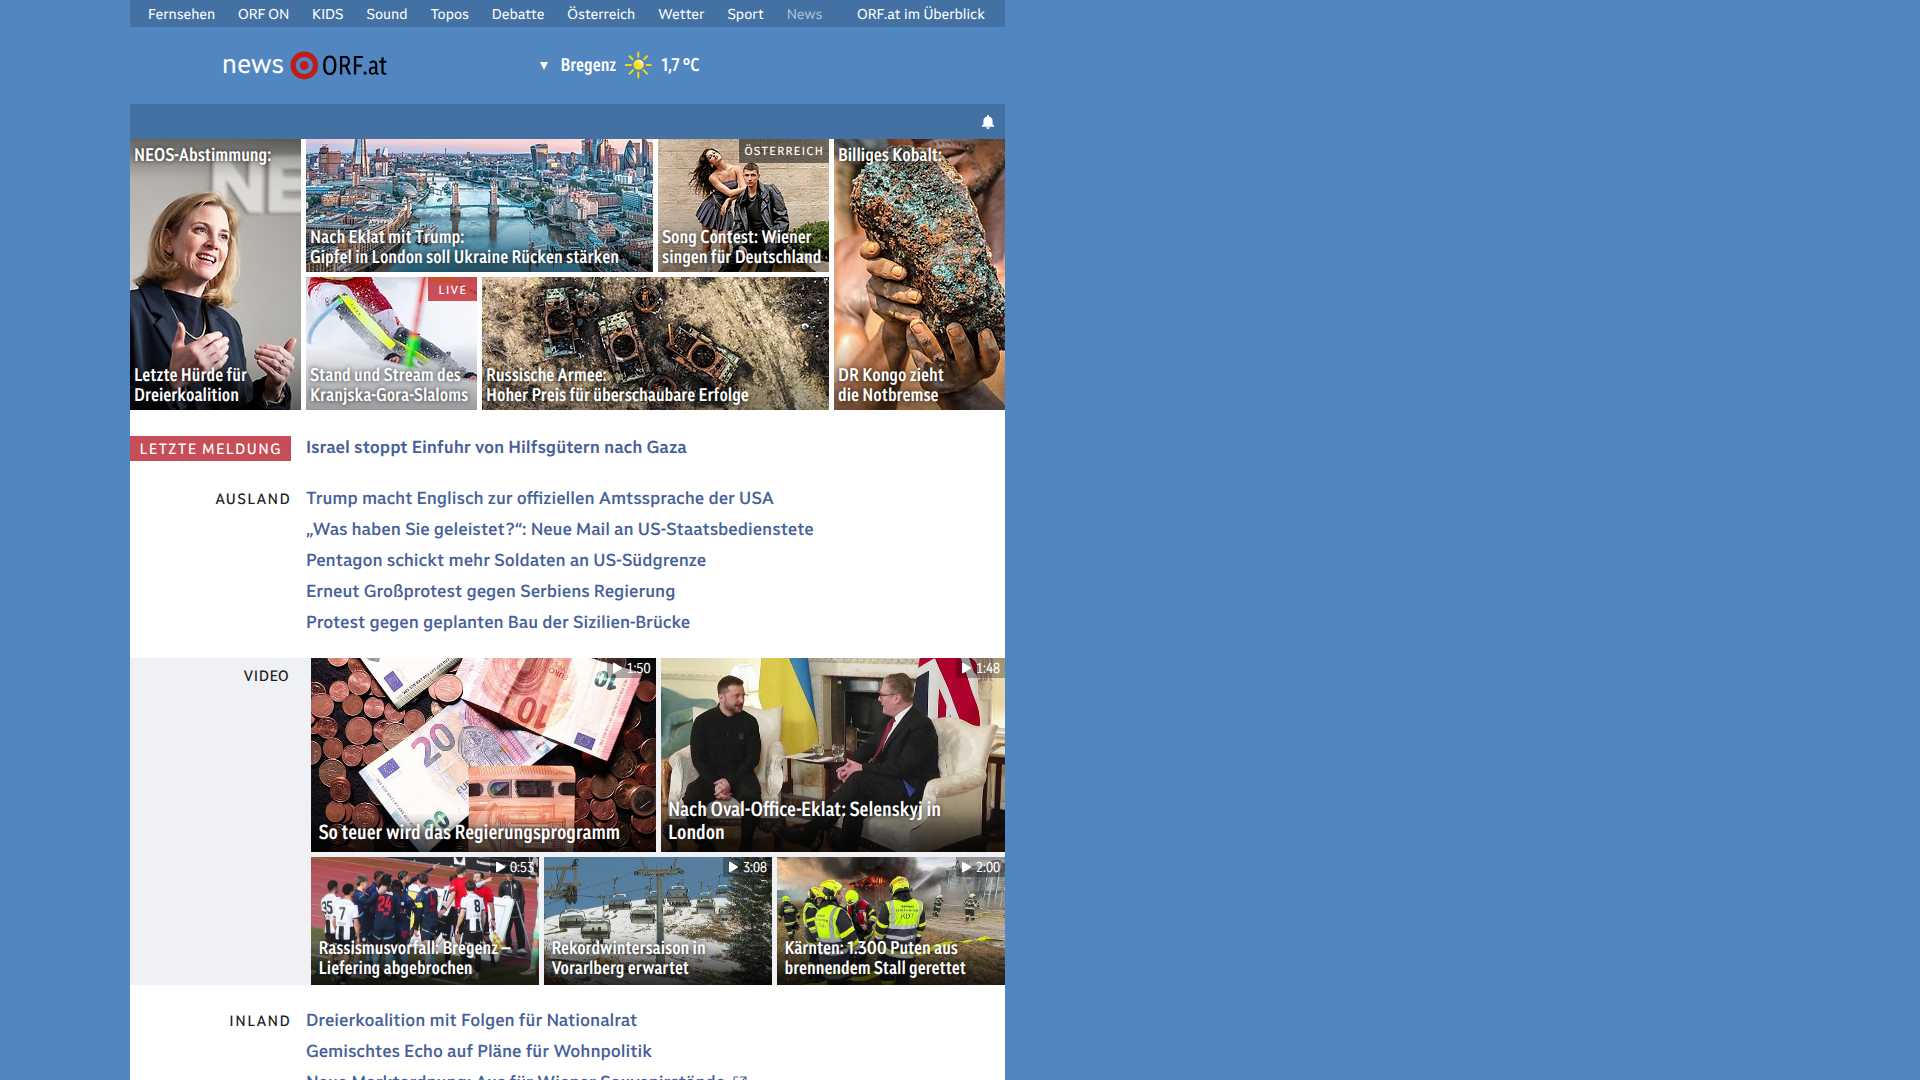 Fernsehen ORF ON KIDS Sound Topos Debatte Österreich Wetter Sport News ORF.at im Überblick
news ORF.at
Bregenz 1,7 °C
NEOS-Abstimmung:
Letzte Hürde für
Dreierkoalition
Nach Eklat mit Trump:
Gipfel in London soll Ukraine Rücken stärken
ÖSTERREICH
Song Contest: Wiener
singen für Deutschland
Billiges Kobalt:
DR Kongo zieht
die Notbremse
LIVE
Stand und Stream des
Kranjska-Gora-Slaloms
Russische Armee:
Hoher Preis für überschaubare Erfolge
LETZTE MELDUNG
Israel stoppt Einfuhr von Hilfsgütern nach Gaza
AUSLAND
Trump macht Englisch zur offiziellen Amtssprache der USA
„Was haben Sie geleistet?“: Neue Mail an US-Staatsbedienstete
Pentagon schickt mehr Soldaten an US-Südgrenze
Erneut Großprotest gegen Serbiens Regierung
Protest gegen geplanten Bau der Sizilien-Brücke
VIDEO
1:50
So teuer wird das Regierungsprogramm
1:48
Nach Oval-Office-Eklat: Selenskyj in
London
0:53
Rassismusvorfall: Bregenz –
Liefering abgebrochen
3:08
Rekordwintersaison in
Vorarlberg erwartet
2:00
Kärnten: 1.300 Puten aus
brennendem Stall gerettet
INLAND
Dreierkoalition mit Folgen für Nationalrat
Gemischtes Echo auf Pläne für Wohnpolitik
Neue Marktordnung: Aus für Wiener Souvenirstände